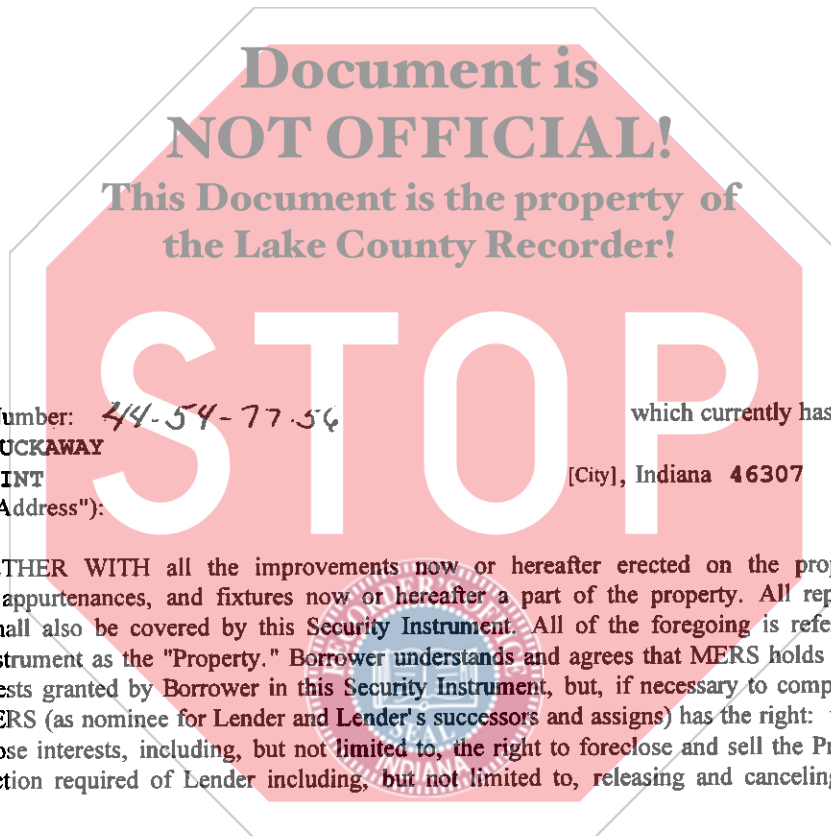 Document is
NOT OFFICIAL!
This Document is the property of
the Lake County Recorder!
STOP
Number: 44-54-77-56 which currently has
UCKAWAY
INT [City], Indiana 46307
Address"):
THER WITH all the improvements now or hereafter erected on the prop
appurtenances, and fixtures now or hereafter a part of the property. All rep
hall also be covered by this Security Instrument. All of the foregoing is refe
strument as the "Property." Borrower understands and agrees that MERS holds
ests granted by Borrower in this Security Instrument, but, if necessary to comp
ERS (as nominee for Lender and Lender's successors and assigns) has the right:
ose interests, including, but not limited to, the right to foreclose and sell the Pr
ction required of Lender including, but not limited to, releasing and canceling
RECORDER'S OFFICE
SEAL
INDIANA